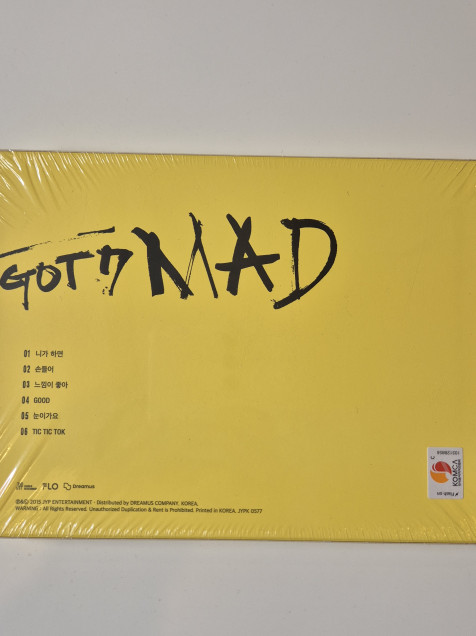 GOT7 MAD
01 니가 하면
02 손들어
03 느낌이 좋아
04 GOOD
05 눈이가요
06 TIC TIC TOK
FLO Dreamus
℗&© 2015 JYP ENTERTAINMENT · Distributed by DREAMUS COMPANY, KOREA.
WARNING : All Rights Reserved. Unauthorized Duplication & Rent is Prohibited. Printed in KOREA. JYPK 0577
KOMCA